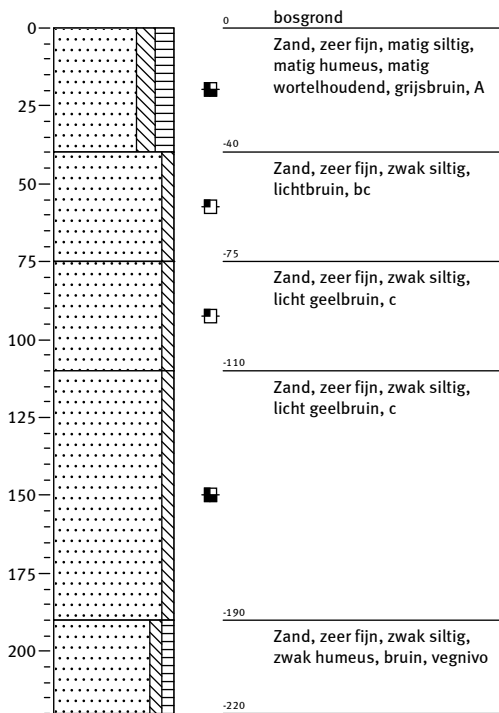 0
bosgrond
0
Zand, zeer fijn, matig siltig,
matig humeus, matig
wortelhoudend, grijsbruin, A
25
-40
Zand, zeer fijn, zwak siltig,
lichtbruin, bc
50
75
-75
Zand, zeer fijn, zwak siltig,
licht geelbruin, c
100
-110
Zand, zeer fijn, zwak siltig,
licht geelbruin, c
125
150
175
-190
Zand, zeer fijn, zwak siltig,
zwak humeus, bruin, vegnivo
200
-220